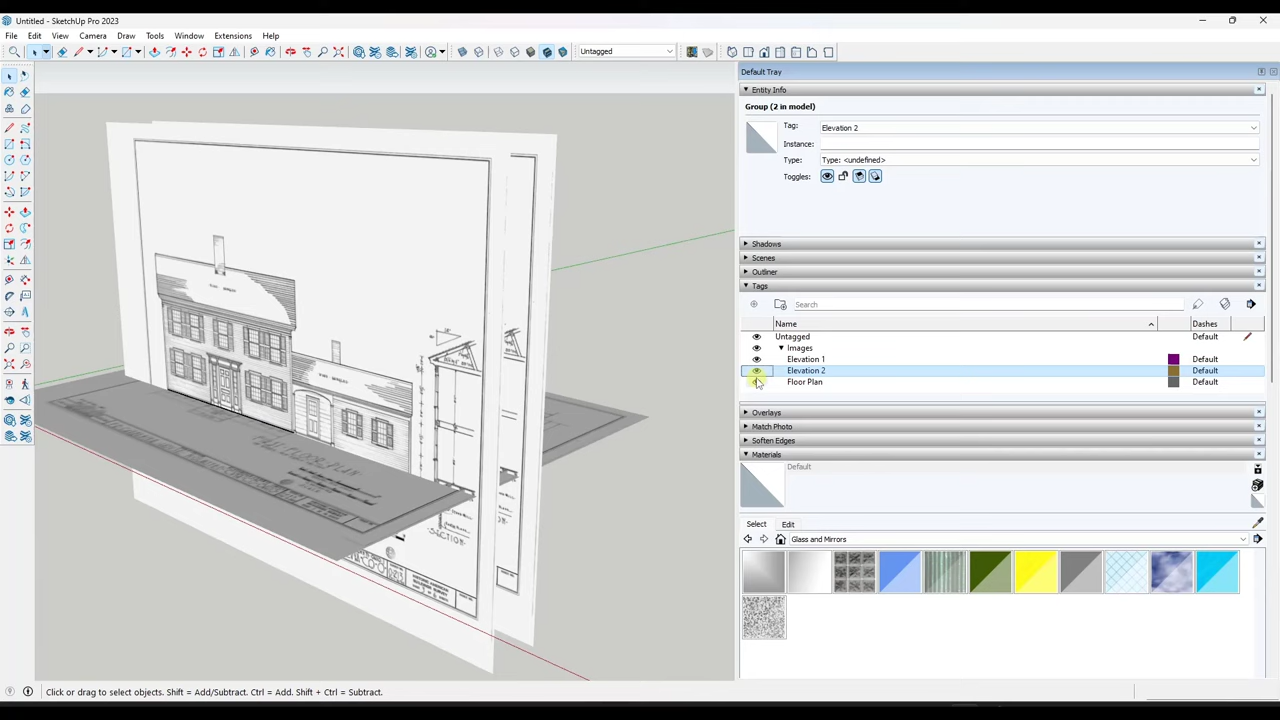 Untitled - SketchUp Pro 2023
File Edit View Camera Draw Tools Window Extensions Help
Untagged
Default Tray
Entity Info
Group (2 in model)
Tag: Elevation 2
Instance:
Type: Type: <undefined>
Toggles:
Shadows
Scenes
Outliner
Tags
Search
Name Dashes
Untagged
Images
Elevation 1 Default
Elevation 2 Default
Floor Plan Default
Overlays
Match Photo
Soften Edges
Materials
Default
Select Edit
Glass and Mirrors
SECTION
Click or drag to select objects. Shift = Add/Subtract. Ctrl = Add. Shift + Ctrl = Subtract.